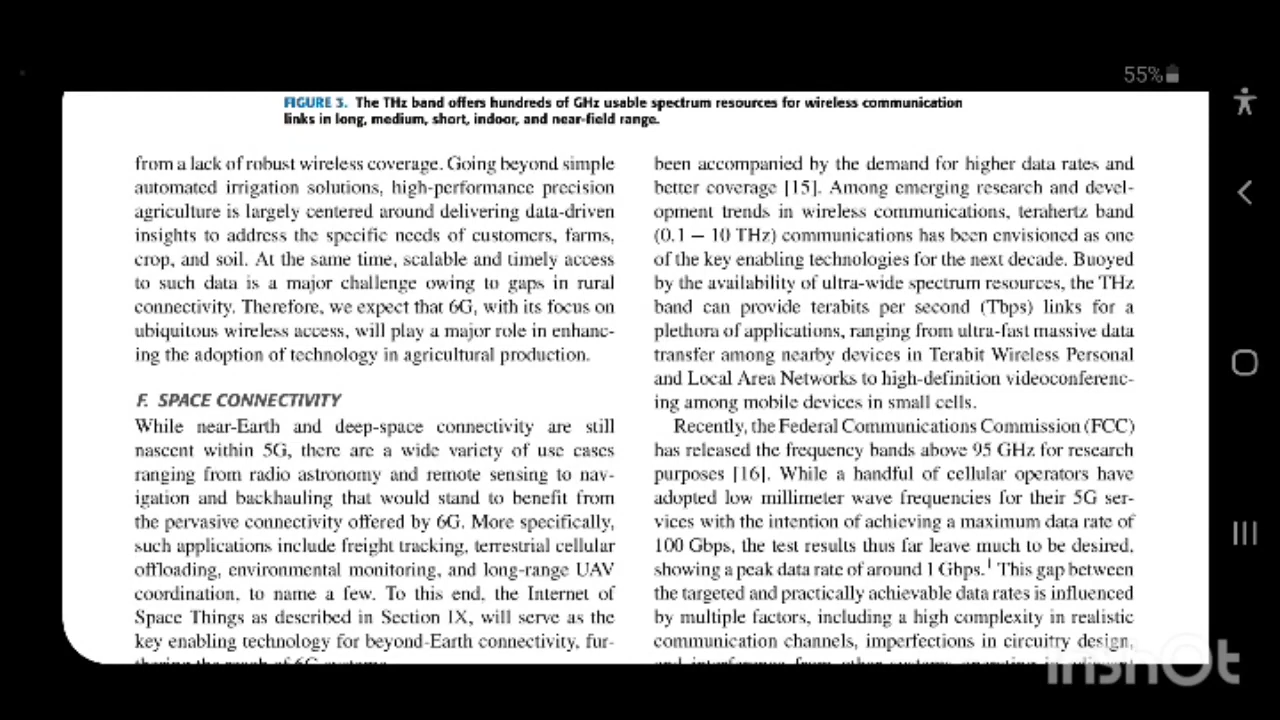 55%
FIGURE 3. The THz band offers hundreds of GHz usable spectrum resources for wireless communication
links in long, medium, short, indoor, and near-field range.
from a lack of robust wireless coverage. Going beyond simple
automated irrigation solutions, high-performance precision
agriculture is largely centered around delivering data-driven
insights to address the specific needs of customers, farms,
crop, and soil. At the same time, scalable and timely access
to such data is a major challenge owing to gaps in rural
connectivity. Therefore, we expect that 6G, with its focus on
ubiquitous wireless access, will play a major role in enhanc-
ing the adoption of technology in agricultural production.
F. SPACE CONNECTIVITY
While near-Earth and deep-space connectivity are still
nascent within 5G, there are a wide variety of use cases
ranging from radio astronomy and remote sensing to nav-
igation and backhauling that would stand to benefit from
the pervasive connectivity offered by 6G. More specifically,
such applications include freight tracking, terrestrial cellular
offloading, environmental monitoring, and long-range UAV
coordination, to name a few. To this end, the Internet of
Space Things as described in Section IX, will serve as the
key enabling technology for beyond-Earth connectivity, fur-
thering the reach of 6G systems.
been accompanied by the demand for higher data rates and
better coverage [15]. Among emerging research and devel-
opment trends in wireless communications, terahertz band
(0.1 – 10 THz) communications has been envisioned as one
of the key enabling technologies for the next decade. Buoyed
by the availability of ultra-wide spectrum resources, the THz
band can provide terabits per second (Tbps) links for a
plethora of applications, ranging from ultra-fast massive data
transfer among nearby devices in Terabit Wireless Personal
and Local Area Networks to high-definition videoconferenc-
ing among mobile devices in small cells.
Recently, the Federal Communications Commission (FCC)
has released the frequency bands above 95 GHz for research
purposes [16]. While a handful of cellular operators have
adopted low millimeter wave frequencies for their 5G ser-
vices with the intention of achieving a maximum data rate of
100 Gbps, the test results thus far leave much to be desired,
showing a peak data rate of around 1 Gbps.1 This gap between
the targeted and practically achievable data rates is influenced
by multiple factors, including a high complexity in realistic
communication channels, imperfections in circuitry design,
and interference from other systems operating in
InShOt